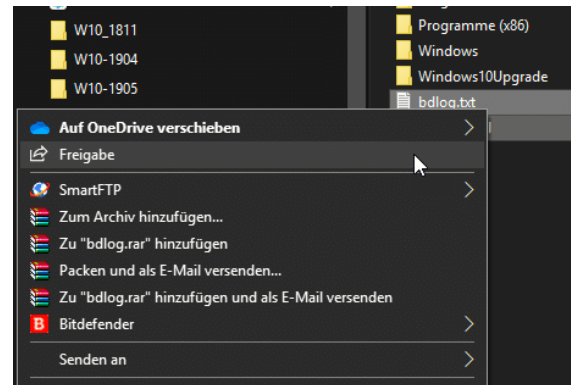 W10_1811
W10-1904
W10-1905
Programme (x86)
Windows
Windows10Upgrade
bdlog.txt
Auf OneDrive verschieben
Freigabe
SmartFTP
Zum Archiv hinzufügen...
Zu "bdlog.rar" hinzufügen
Packen und als E-Mail versenden...
Zu "bdlog.rar" hinzufügen und als E-Mail versenden
B Bitdefender
Senden an